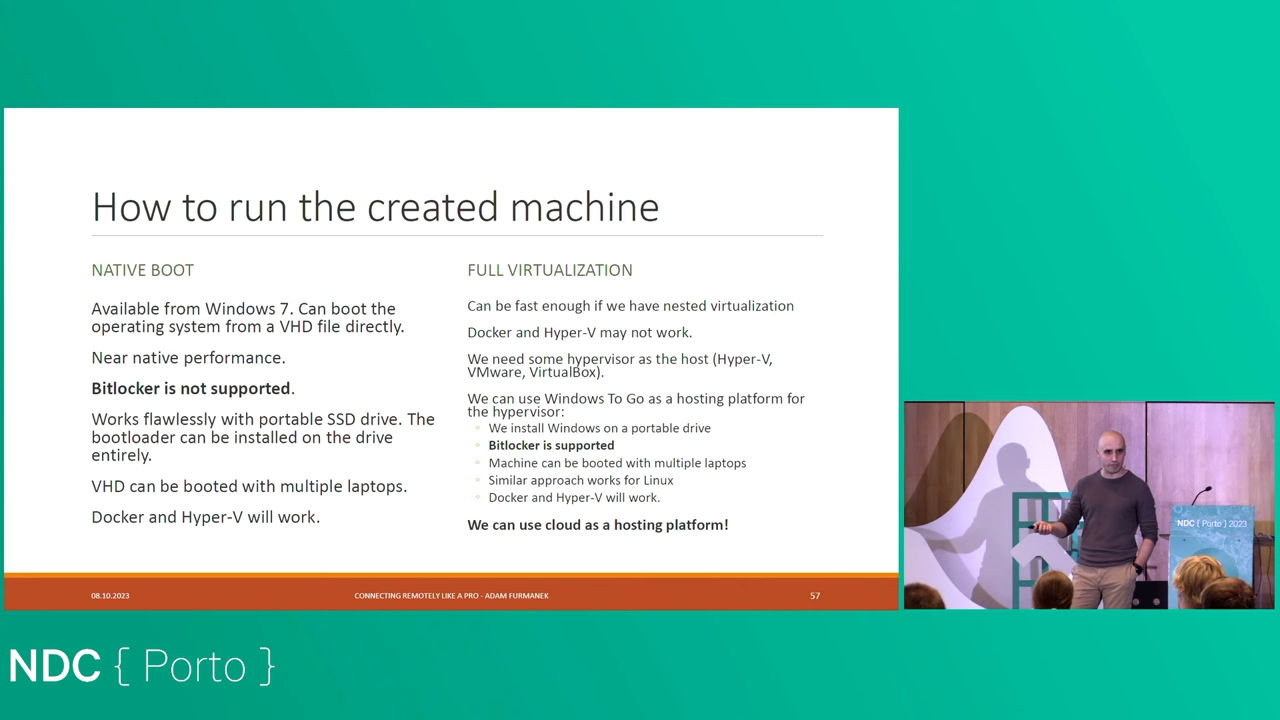 How to run the created machine
NATIVE BOOT
Available from Windows 7. Can boot the
operating system from a VHD file directly.
Near native performance.
Bitlocker is not supported.
Works flawlessly with portable SSD drive. The
bootloader can be installed on the drive
entirely.
VHD can be booted with multiple laptops.
Docker and Hyper-V will work.
FULL VIRTUALIZATION
Can be fast enough if we have nested virtualization
Docker and Hyper-V may not work.
We need some hypervisor as the host (Hyper-V,
VMware, VirtualBox).
We can use Windows To Go as a hosting platform for
the hypervisor:
We install Windows on a portable drive
Bitlocker is supported
Machine can be booted with multiple laptops
Similar approach works for Linux
Docker and Hyper-V will work.
We can use cloud as a hosting platform!
08.10.2023
CONNECTING REMOTELY LIKE A PRO - ADAM FURMANEK
57
NDC { Porto } 2023
NDC { Porto }